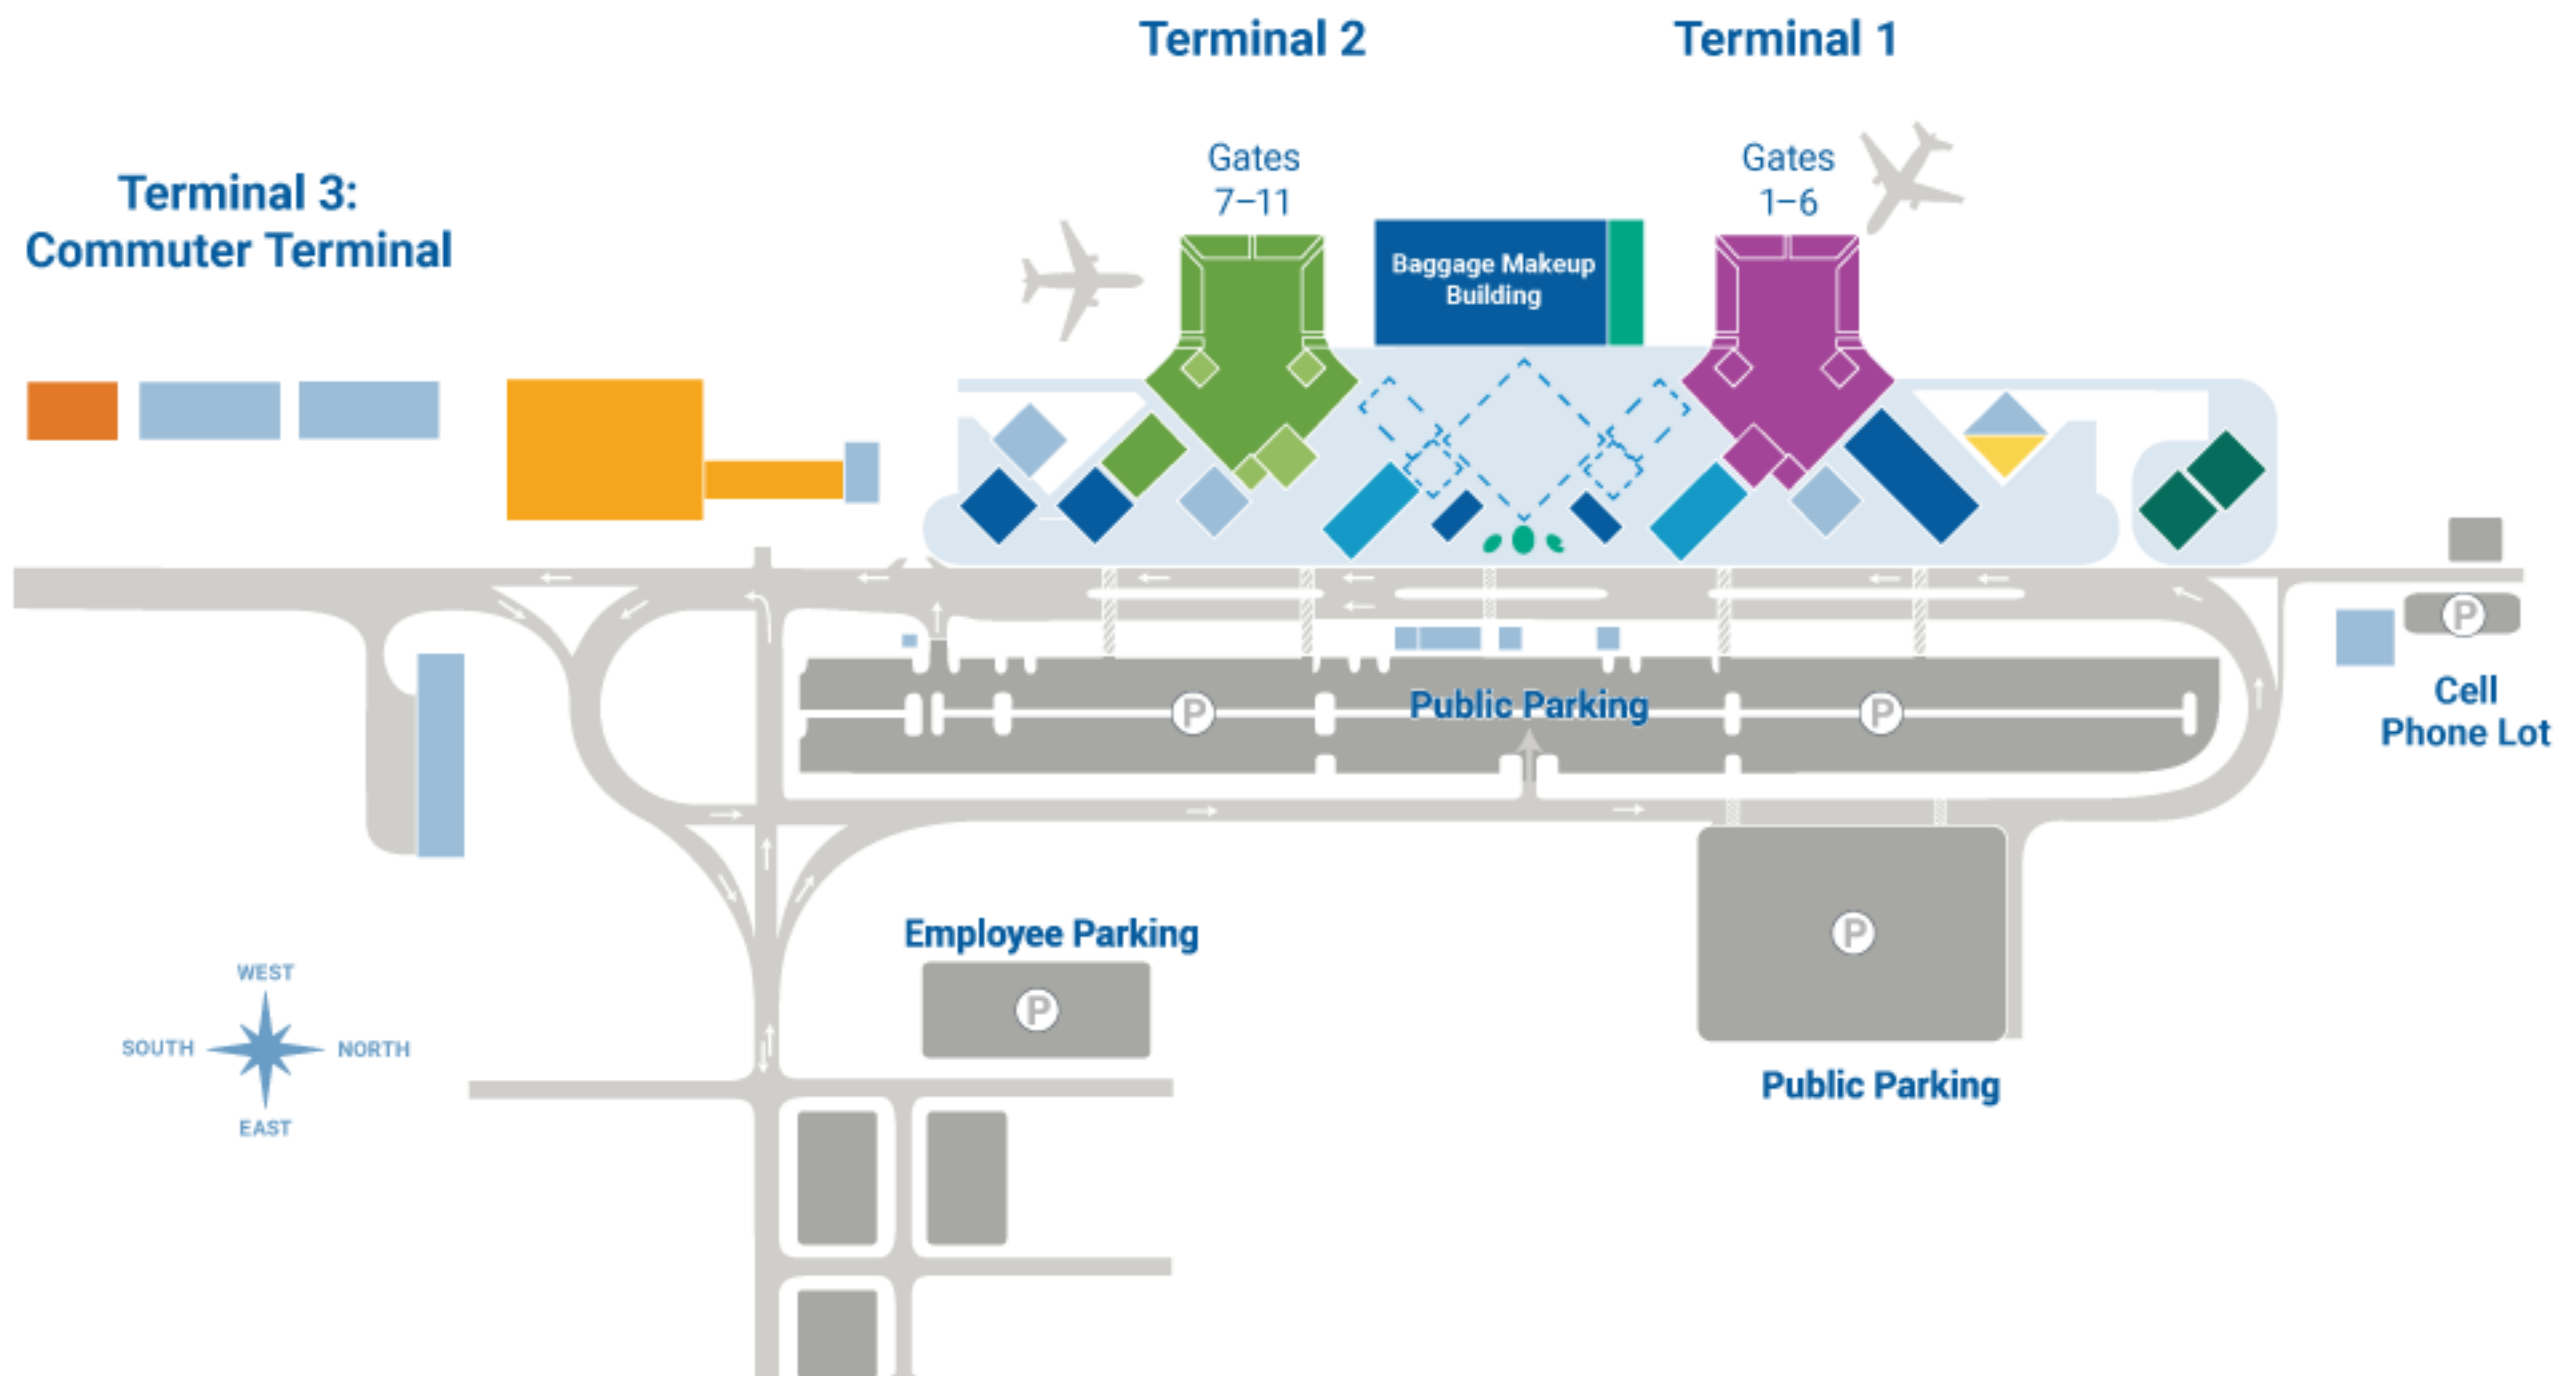 Terminal 2
Terminal 1
Gates
7–11
Gates
1–6
Terminal 3:
Commuter Terminal
Baggage Makeup
Building
P
Public Parking
P
P
Cell
Phone Lot
Employee Parking
P
P
Public Parking
WEST
SOUTH
NORTH
EAST